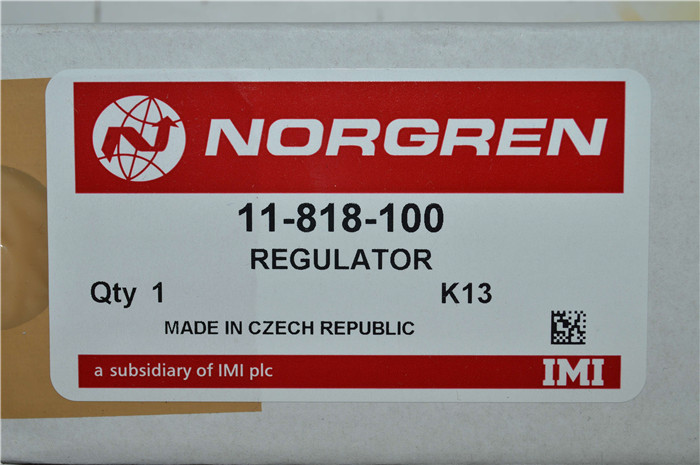 NORGREN
11-818-100
REGULATOR
Qty 1 K13
MADE IN CZECH REPUBLIC
a subsidiary of IMI plc IMI